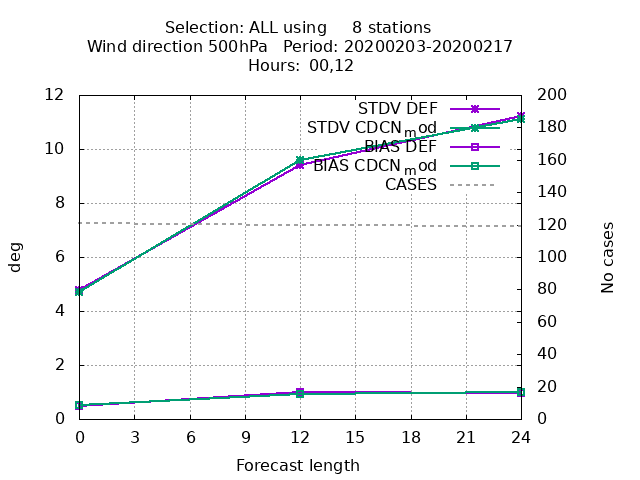 Selection: ALL using 8 stations
Wind direction 500hPa Period: 20200203-20200217
Hours: 00,12
12
10
8
6
4
2
0
deg
200
180
160
140
120
100
80
60
40
20
0
No cases
STDV DEF
STDV CDCNmod
BIAS DEF
BIAS CDCNmod
CASES
0 3 6 9 12 15 18 21 24
Forecast length